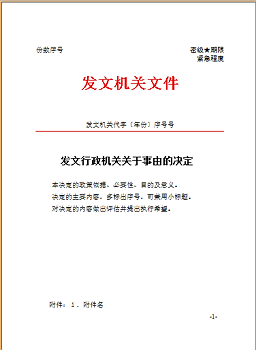 份数序号 密级★期限
紧急程度
发文机关文件
发文机关代字（年份）序号号
发文行政机关关于事由的决定
本决定的政策依据，必要性，目的及意义。
决定的主要内容，多标出序号，可兼用小标题。
对决定的内容做出评估并提出执行希望。
附件：１．附件名
-1-